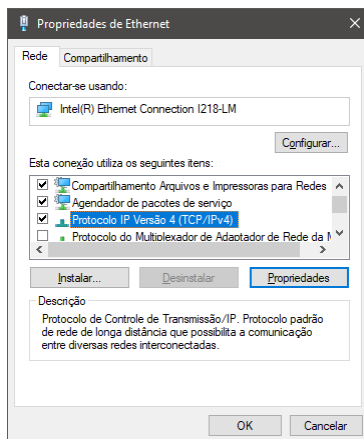 Propriedades de Ethernet
Rede Compartilhamento
Conectar-se usando:
Intel(R) Ethernet Connection I218-LM
Configurar...
Esta conexão utiliza os seguintes itens:
Compartilhamento Arquivos e Impressoras para Redes
Agendador de pacotes de serviço
Protocolo IP Versão 4 (TCP/IPv4)
Protocolo do Multiplexador de Adaptador de Rede da
Instalar... Desinstalar Propriedades
Descrição
Protocolo de Controle de Transmissão/IP. Protocolo padrão
de rede de longa distância que possibilita a comunicação
entre diversas redes interconectadas.
OK Cancelar